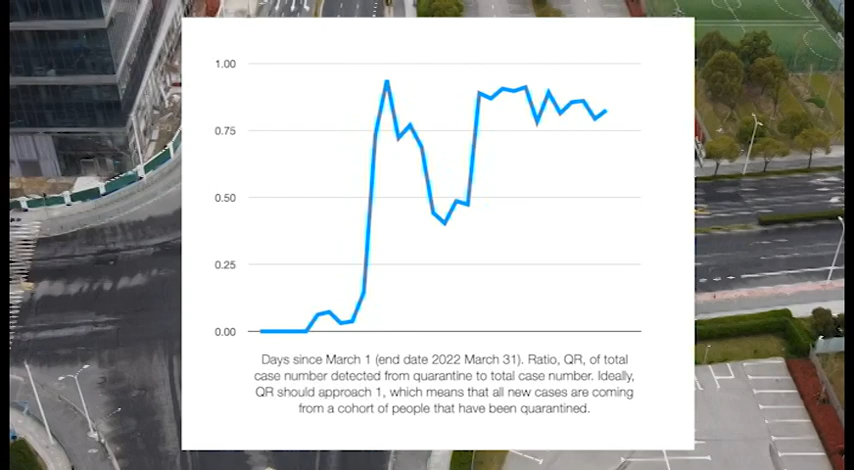 1.00
0.75
0.50
0.25
0.00
Days since March 1 (end date 2022 March 31). Ratio, QR, of total
case number detected from quarantine to total case number. Ideally,
QR should approach 1, which means that all new cases are coming
from a cohort of people that have been quarantined.